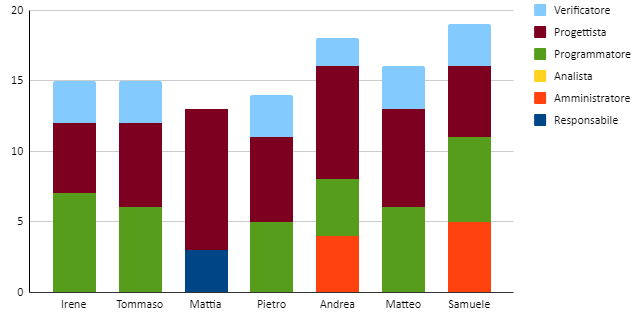 20
15
10
5
0
Irene
Tommaso
Mattia
Pietro
Andrea
Matteo
Samuele
Verificatore
Progettista
Programmatore
Analista
Amministratore
Responsabile